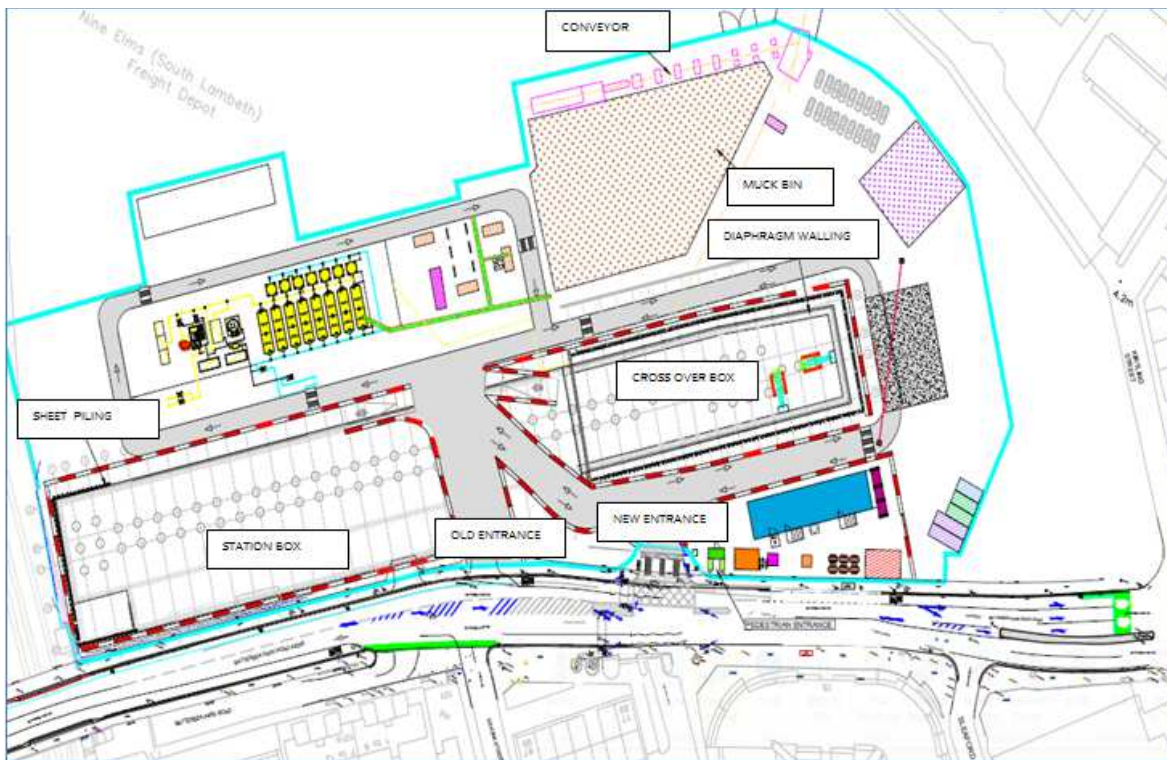 Nine Elms (South Lambeth)
Freight Depot
CONVEYOR
MUCK BIN
DIAPHRAGM WALLING
4.2m
CROSS OVER BOX
SHEET PILING
NEW ENTRANCE
OLD ENTRANCE
STATION BOX
PEDESTRIAN ENTRANCE